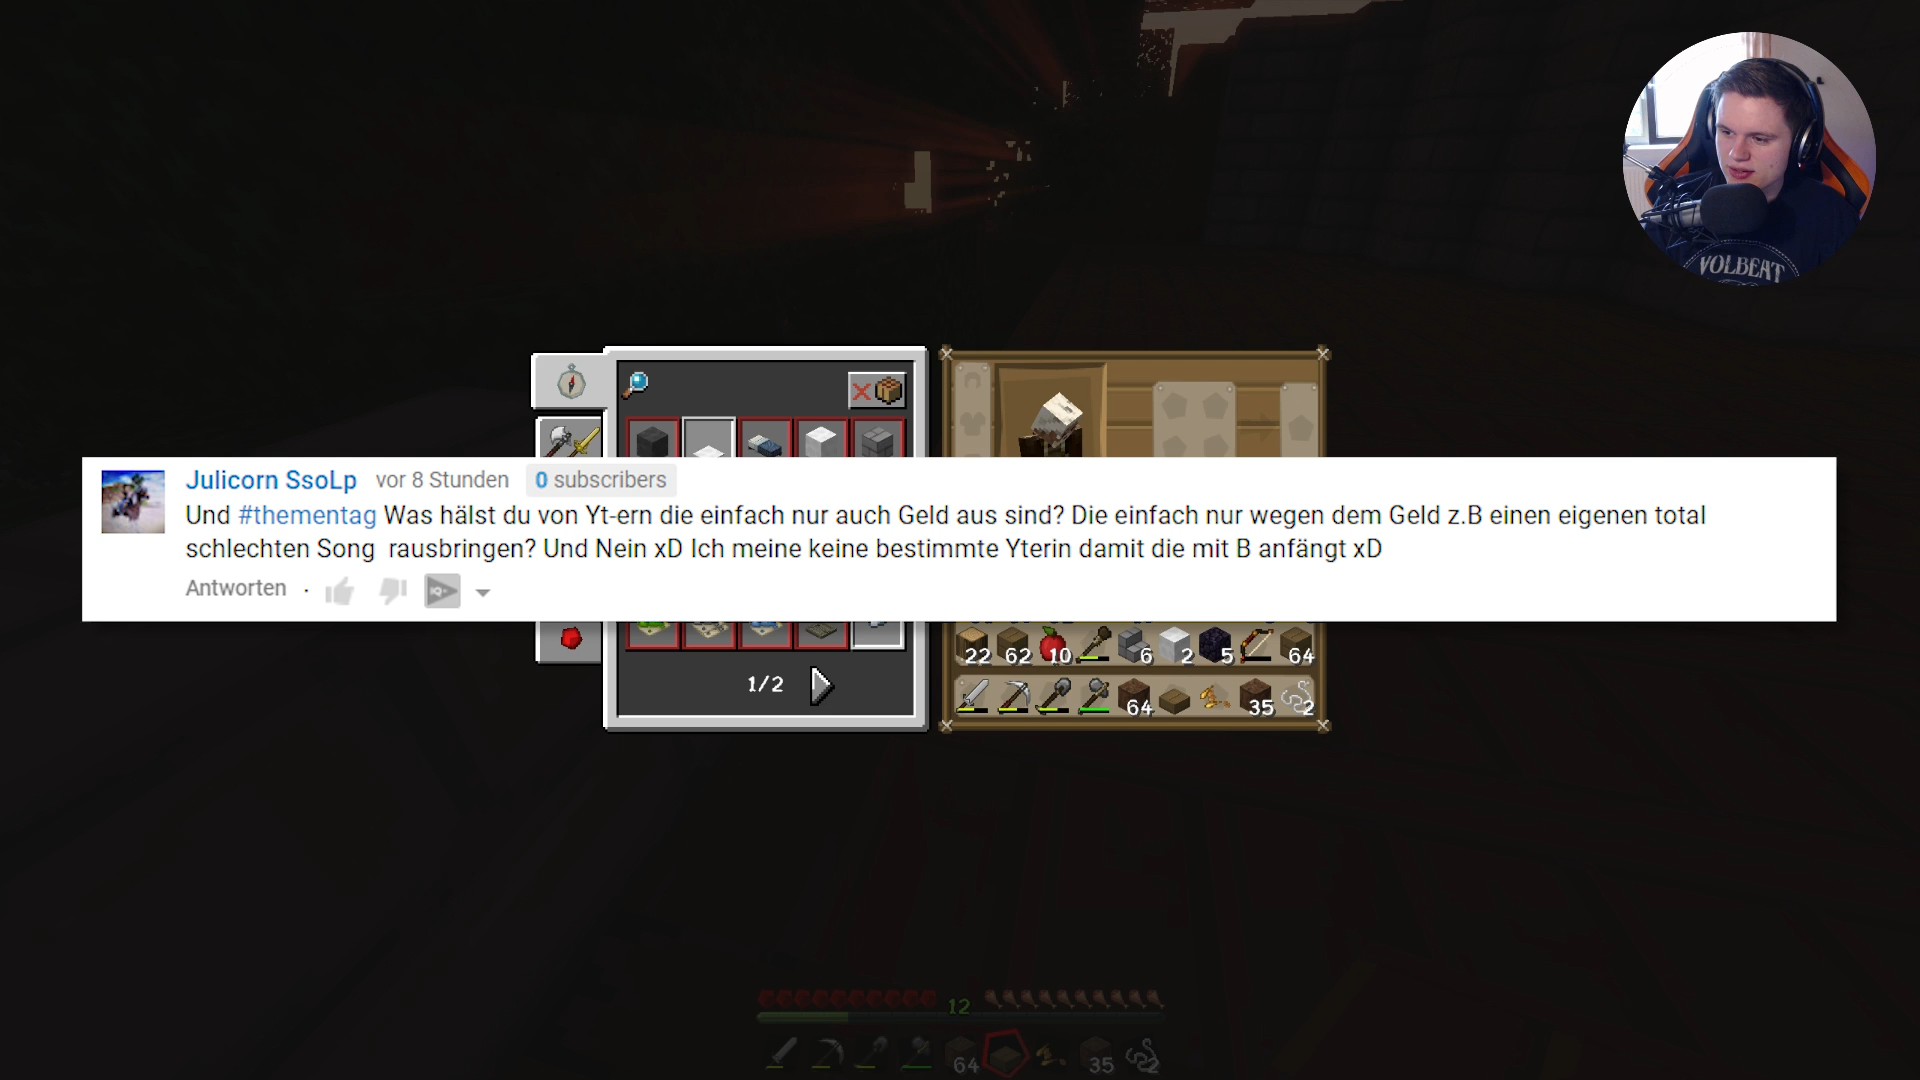 VOLBEAT
Julicorn SsoLp vor 8 Stunden 0 subscribers
Und #thementag Was hälst du von Yt-ern die einfach nur auch Geld aus sind? Die einfach nur wegen dem Geld z.B einen eigenen total
schlechten Song rausbringen? Und Nein xD Ich meine keine bestimmte Yterin damit die mit B anfängt xD
Antworten ·
22 62 10 6 2 5 64
1/2
64 35 2
12
64 35 2